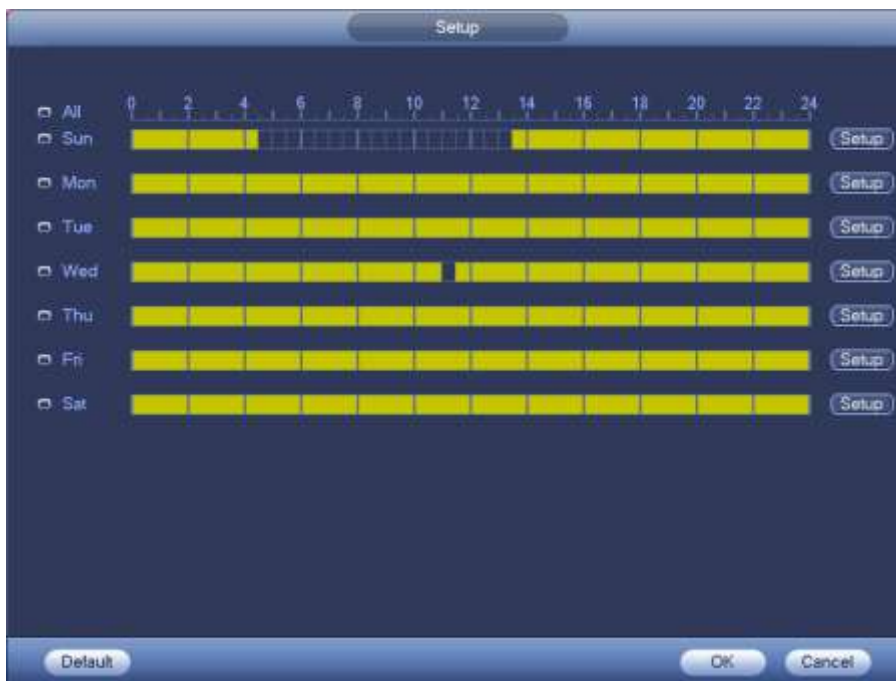 Setup
All 0 2 4 6 8 10 12 14 16 18 20 22 24
Sun Setup
Mon Setup
Tue Setup
Wed Setup
Thu Setup
Fri Setup
Sat Setup
Default OK Cancel